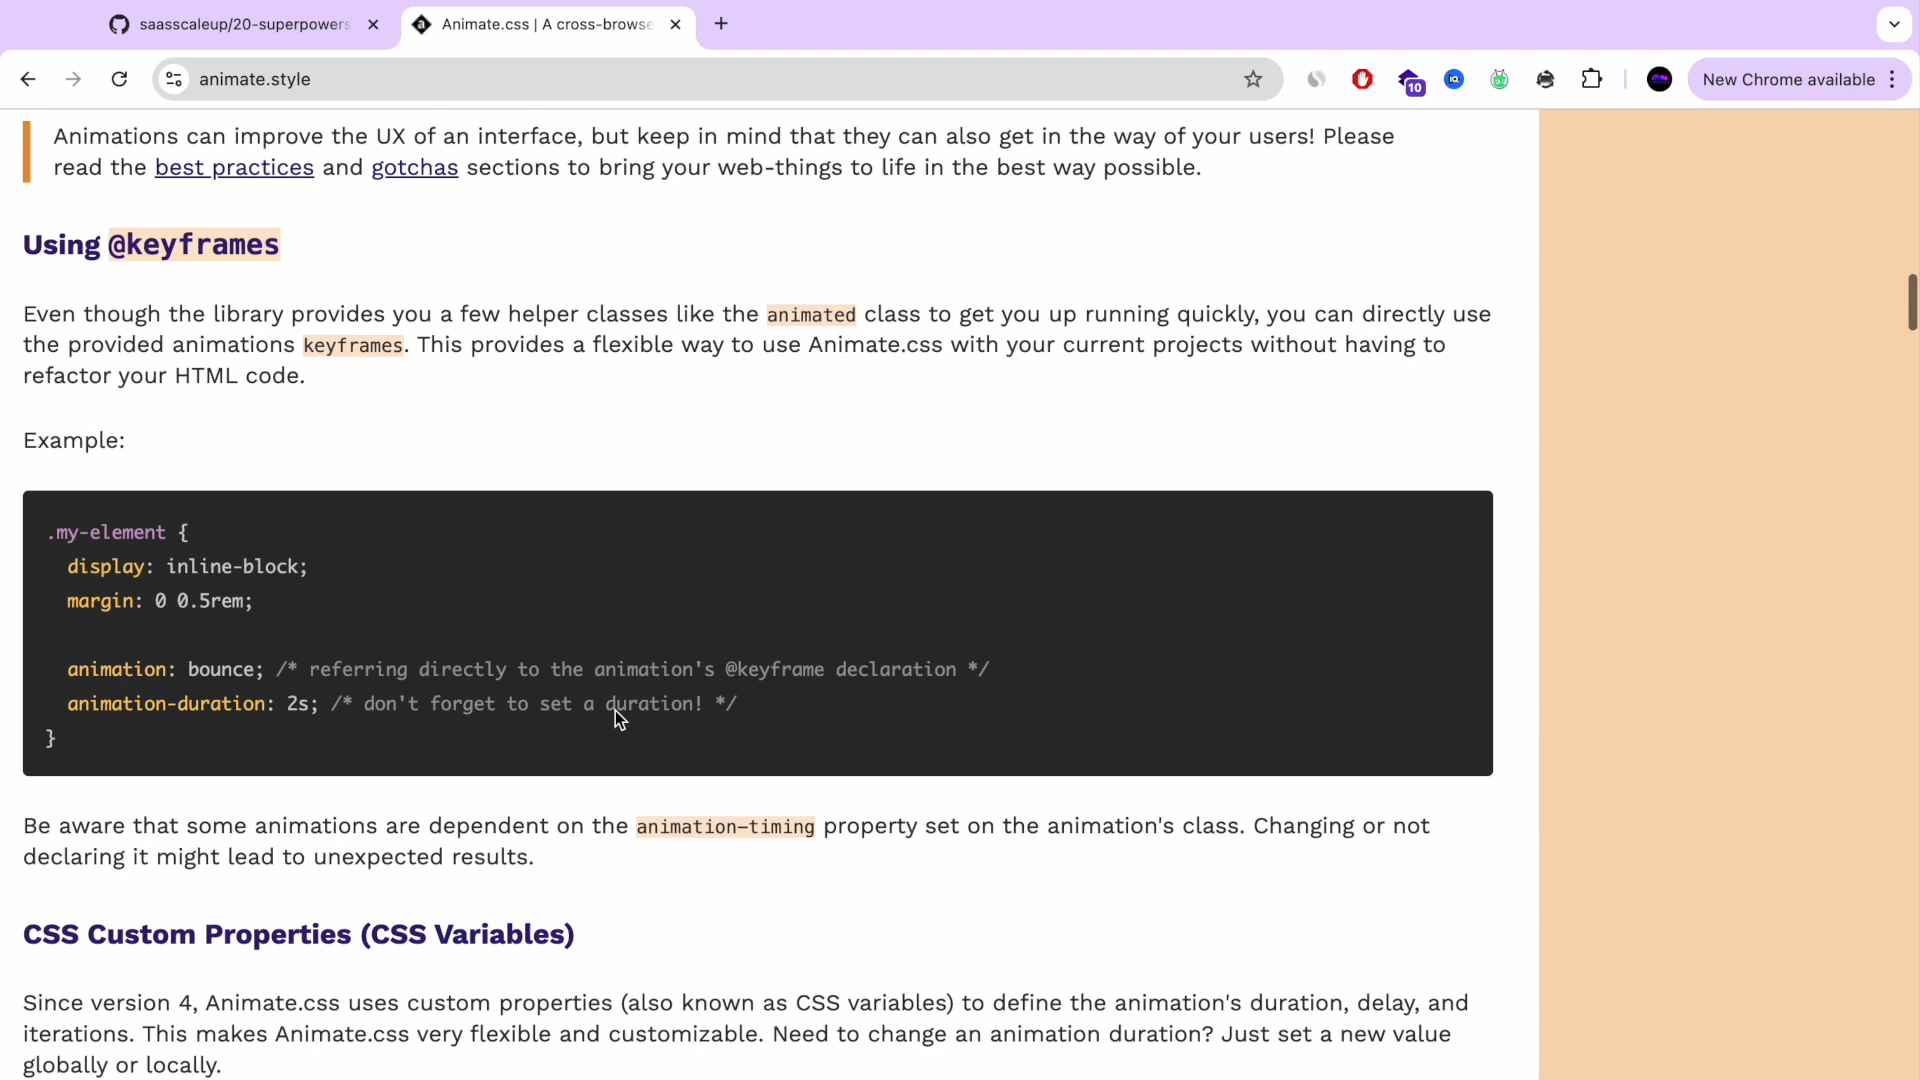 saasscaleup/20-superpowers
Animate.css | A cross-browse
animate.style
10
New Chrome available
Animations can improve the UX of an interface, but keep in mind that they can also get in the way of your users! Please
read the best practices and gotchas sections to bring your web-things to life in the best way possible.
Using @keyframes
Even though the library provides you a few helper classes like the animated class to get you up running quickly, you can directly use
the provided animations keyframes. This provides a flexible way to use Animate.css with your current projects without having to
refactor your HTML code.
Example:
.my-element {
display: inline-block;
margin: 0 0.5rem;
animation: bounce; /* referring directly to the animation's @keyframe declaration */
animation-duration: 2s; /* don't forget to set a duration! */
}
Be aware that some animations are dependent on the animation-timing property set on the animation's class. Changing or not
declaring it might lead to unexpected results.
CSS Custom Properties (CSS Variables)
Since version 4, Animate.css uses custom properties (also known as CSS variables) to define the animation's duration, delay, and
iterations. This makes Animate.css very flexible and customizable. Need to change an animation duration? Just set a new value
globally or locally.